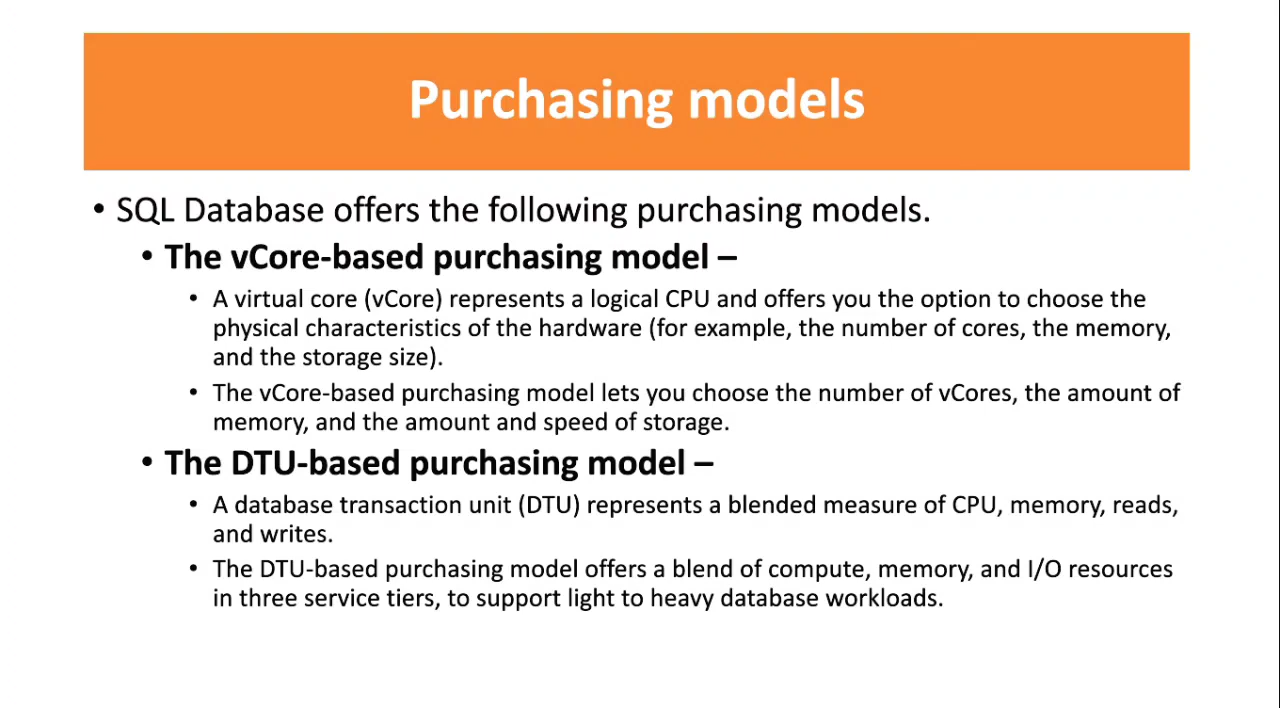 Purchasing models
• SQL Database offers the following purchasing models.
• The vCore-based purchasing model –
• A virtual core (vCore) represents a logical CPU and offers you the option to choose the
physical characteristics of the hardware (for example, the number of cores, the memory,
and the storage size).
• The vCore-based purchasing model lets you choose the number of vCores, the amount of
memory, and the amount and speed of storage.
• The DTU-based purchasing model –
• A database transaction unit (DTU) represents a blended measure of CPU, memory, reads,
and writes.
• The DTU-based purchasing model offers a blend of compute, memory, and I/O resources
in three service tiers, to support light to heavy database workloads.